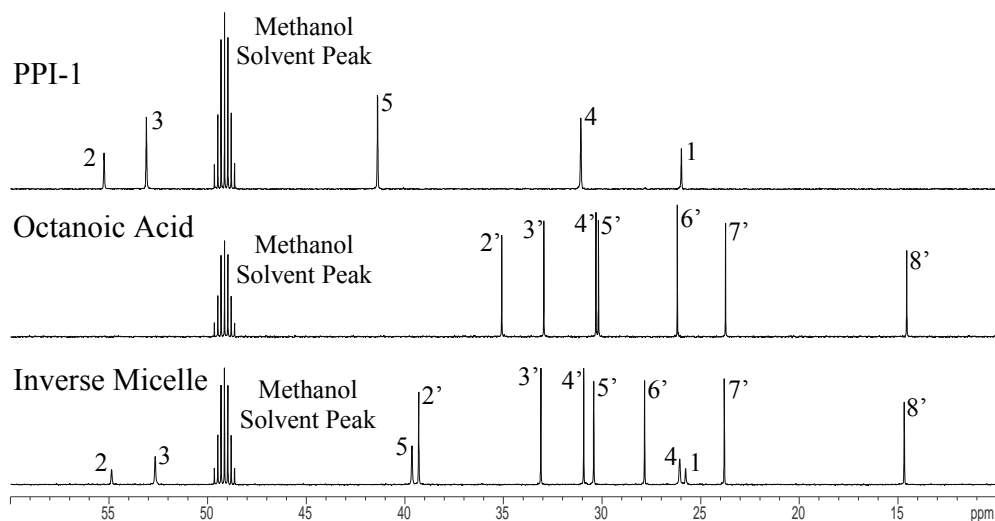 Methanol
Solvent Peak
PPI-1
2
3
5
4
1
Octanoic Acid
Methanol
Solvent Peak
2’
3’
4’
5’
6’
7’
8’
Inverse Micelle
Methanol
Solvent Peak
2
3
5
2’
3’
4’
5’
6’
4
1
7’
8’
55 50 45 40 35 30 25 20 15 ppm